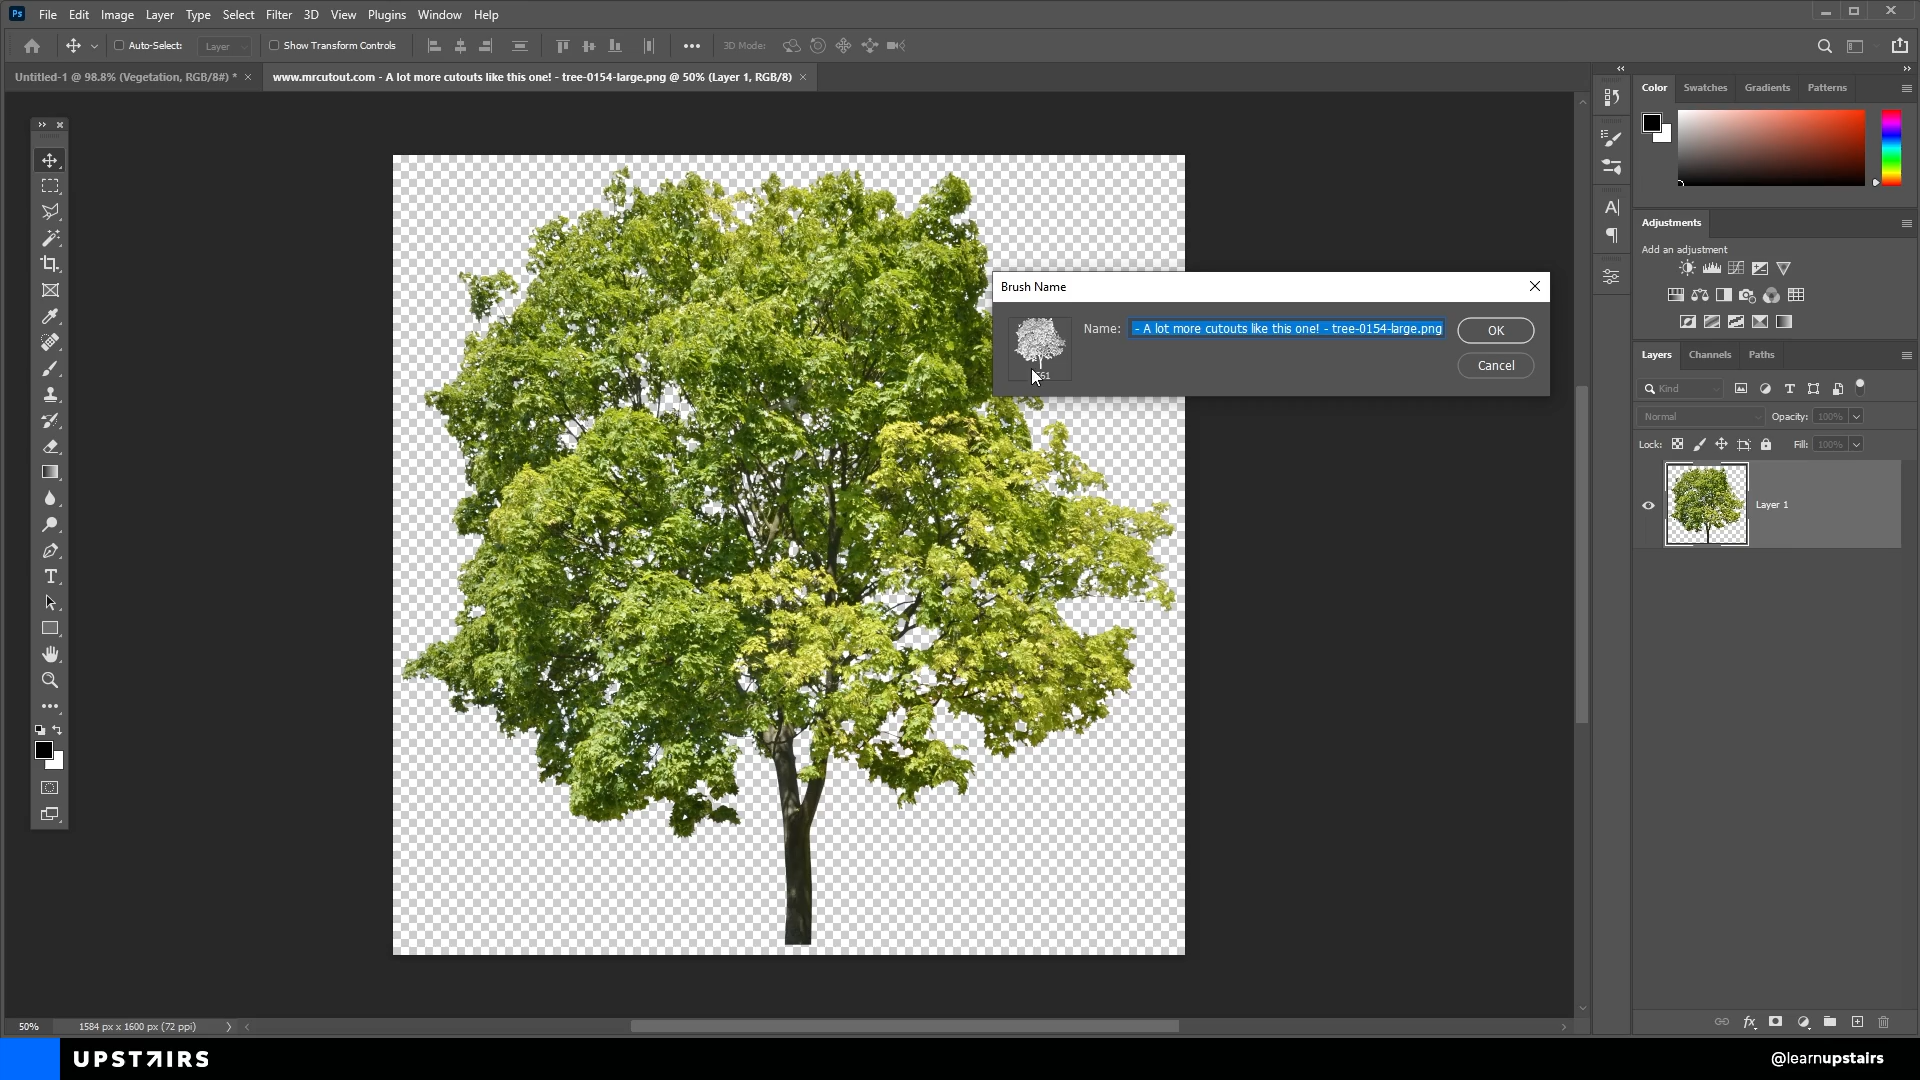 Ps File Edit Image Layer Type Select Filter 3D View Plugins Window Help
Auto-Select: Layer Show Transform Controls 3D Mode:
Untitled-1 @ 98.8% (Vegetation, RGB/8#) * × www.mrcutout.com - A lot more cutouts like this one! - tree-0154-large.png @ 50% (Layer 1, RGB/8) ×
Color Swatches Gradients Patterns
Adjustments
Add an adjustment
Brush Name
Name: - A lot more cutouts like this one! - tree-0154-large.png OK
Cancel
Layers Channels Paths
Kind
Normal Opacity: 100%
Lock: Fill: 100%
Layer 1
50% 1584 px x 1600 px (72 ppi)
UPSTAIRS @learnupstairs